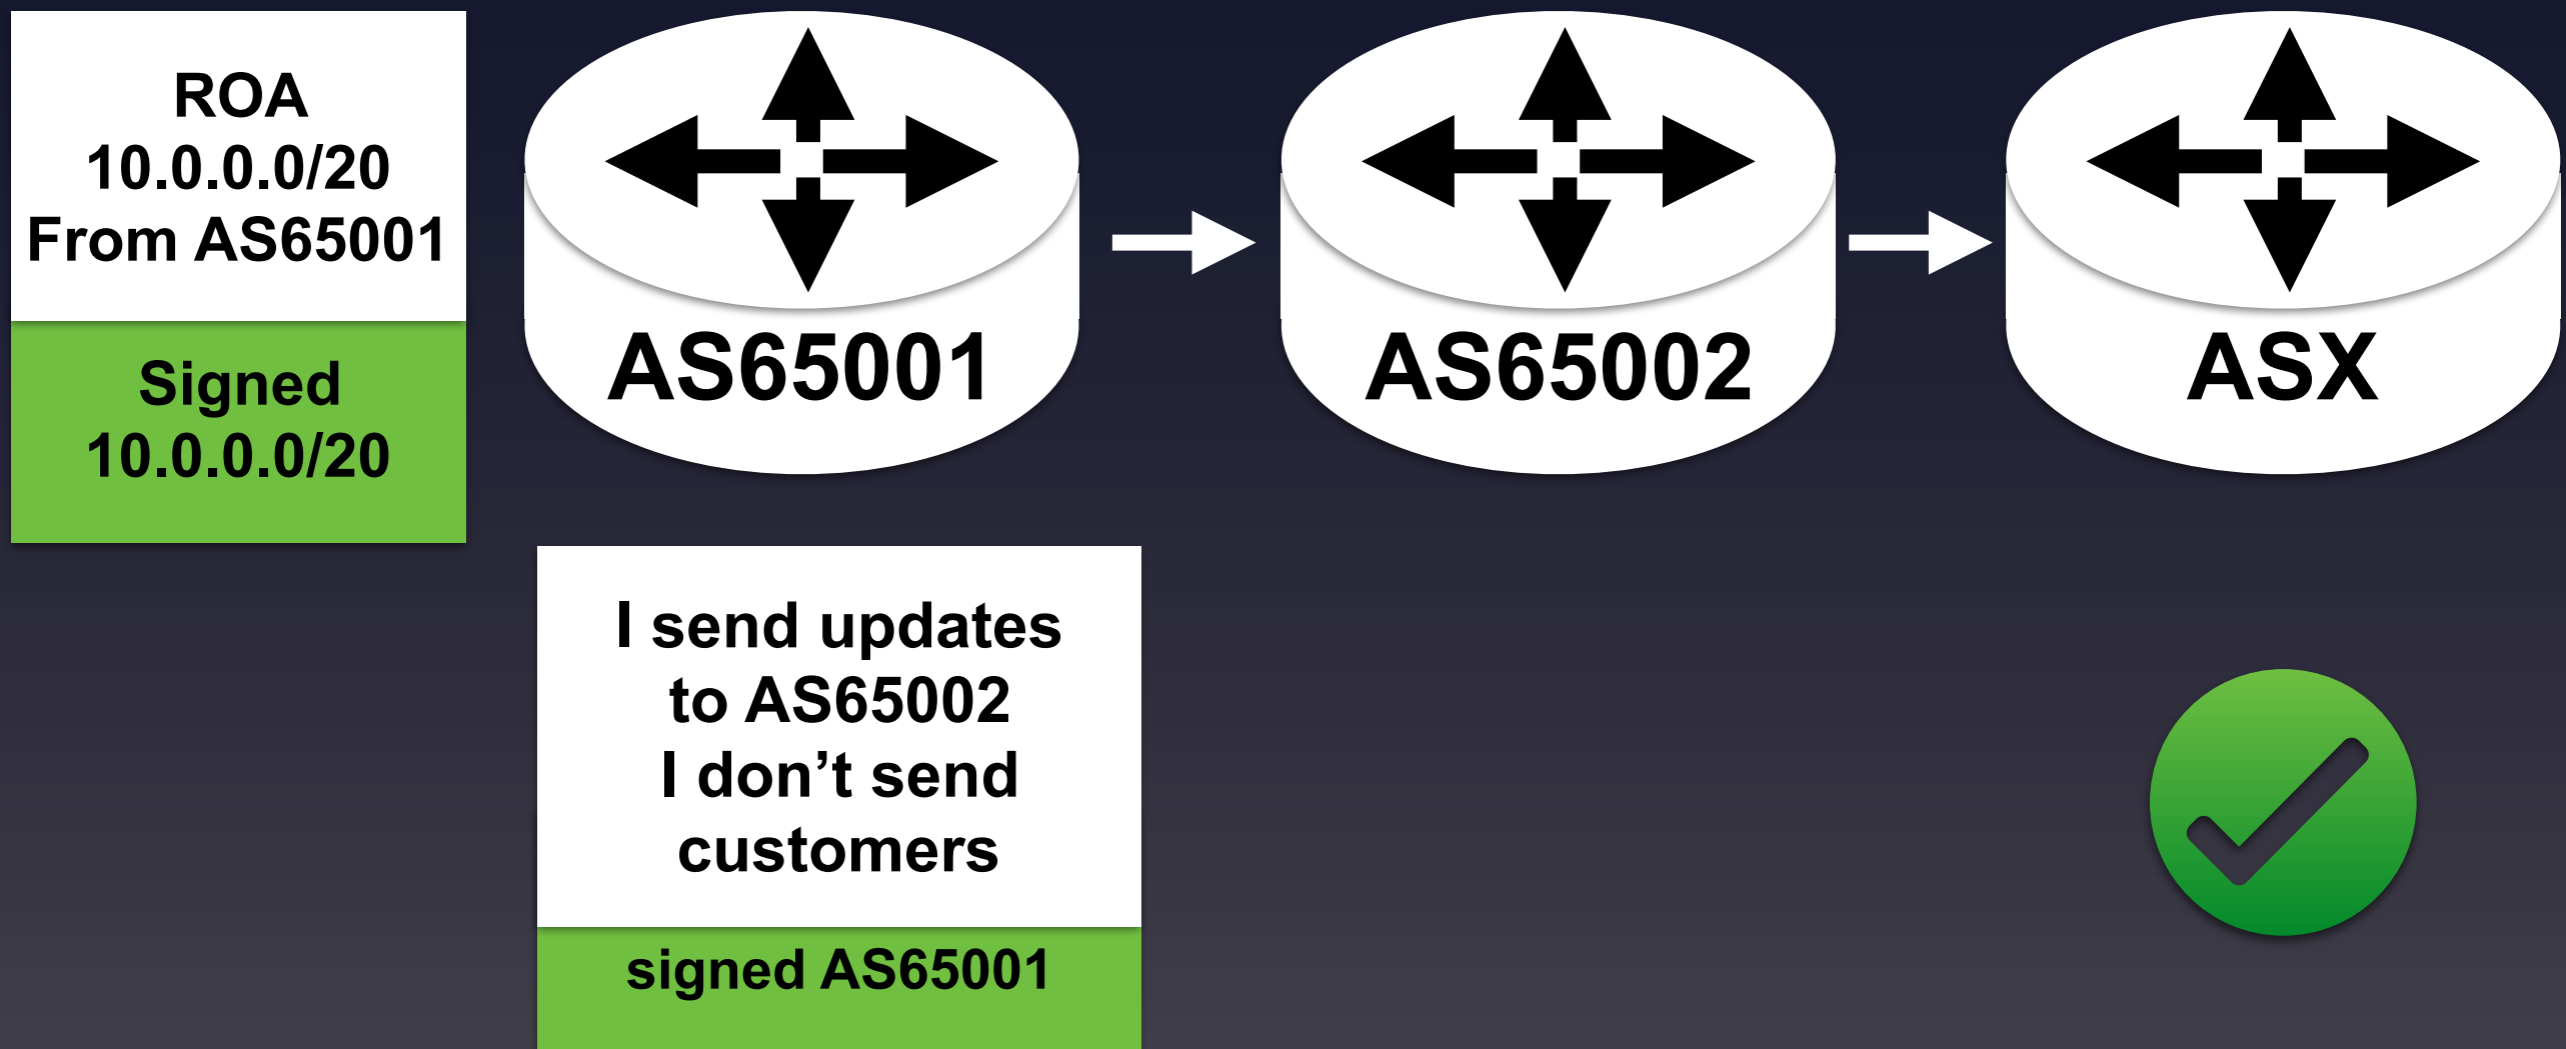 ROA
10.0.0.0/20
From AS65001
Signed
10.0.0.0/20
AS65001
AS65002
ASX
I send updates
to AS65002
I don’t send
customers
signed AS65001